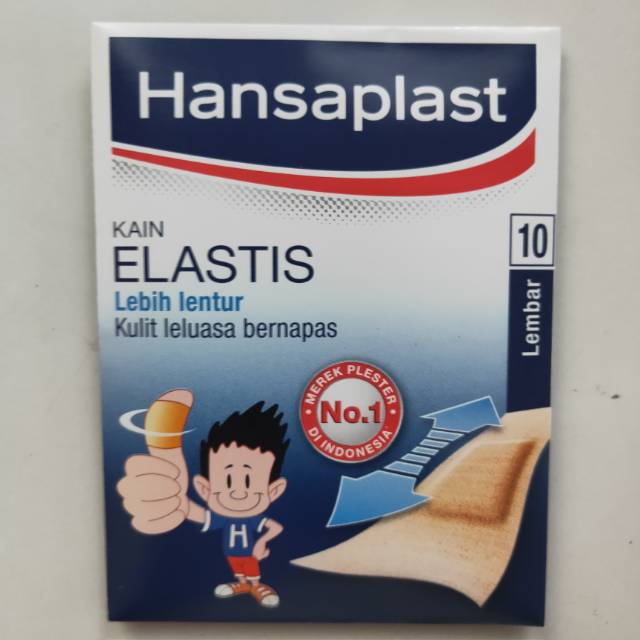 Hansaplast
KAIN
ELASTIS
Lebih lentur
Kulit leluasa bernapas
10
Lembar
MEREK PLESTER
No.1
DI INDONESIA
H